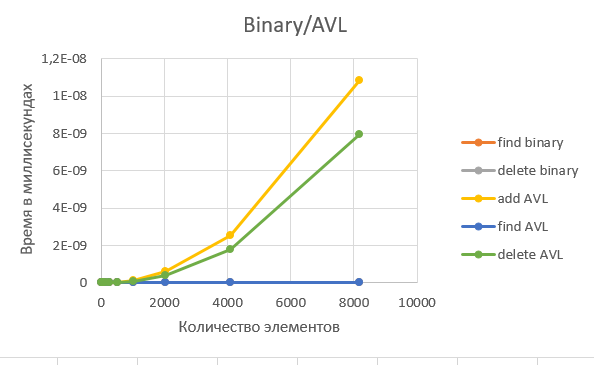 Binary/AVL
Время в миллисекундах
1,2E-08
1E-08
8E-09
6E-09
4E-09
2E-09
0
0
2000
4000
6000
8000
10000
Количество элементов
find binary
delete binary
add AVL
find AVL
delete AVL